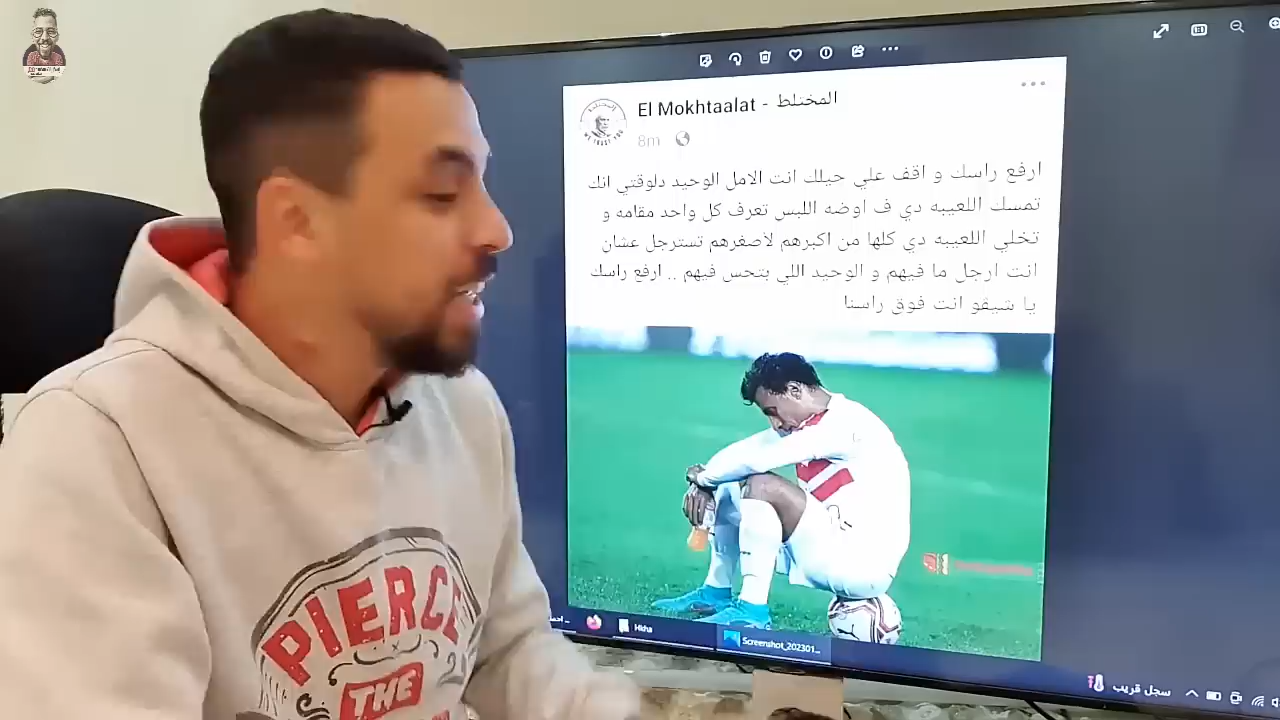 El Mokhtaalat - المختلط
8m
ارفع راسك و اقف علي حيلك انت الامل الوحيد دلوقتي انك
تمسك اللعيبه دي ف اوضه اللبس تعرف كل واحد مقامه و
تخلي اللعيبه دي كلها من اكبرهم لاصغرهم تسترجل عشان
انت ارجل ما فيهم و الوحيد اللي بتحس فيهم .. ارفع راسك
يا شيقو انت فوق راسنا
PIERCE
THE
Hkha
Screenshot_202301...
سجل قريب